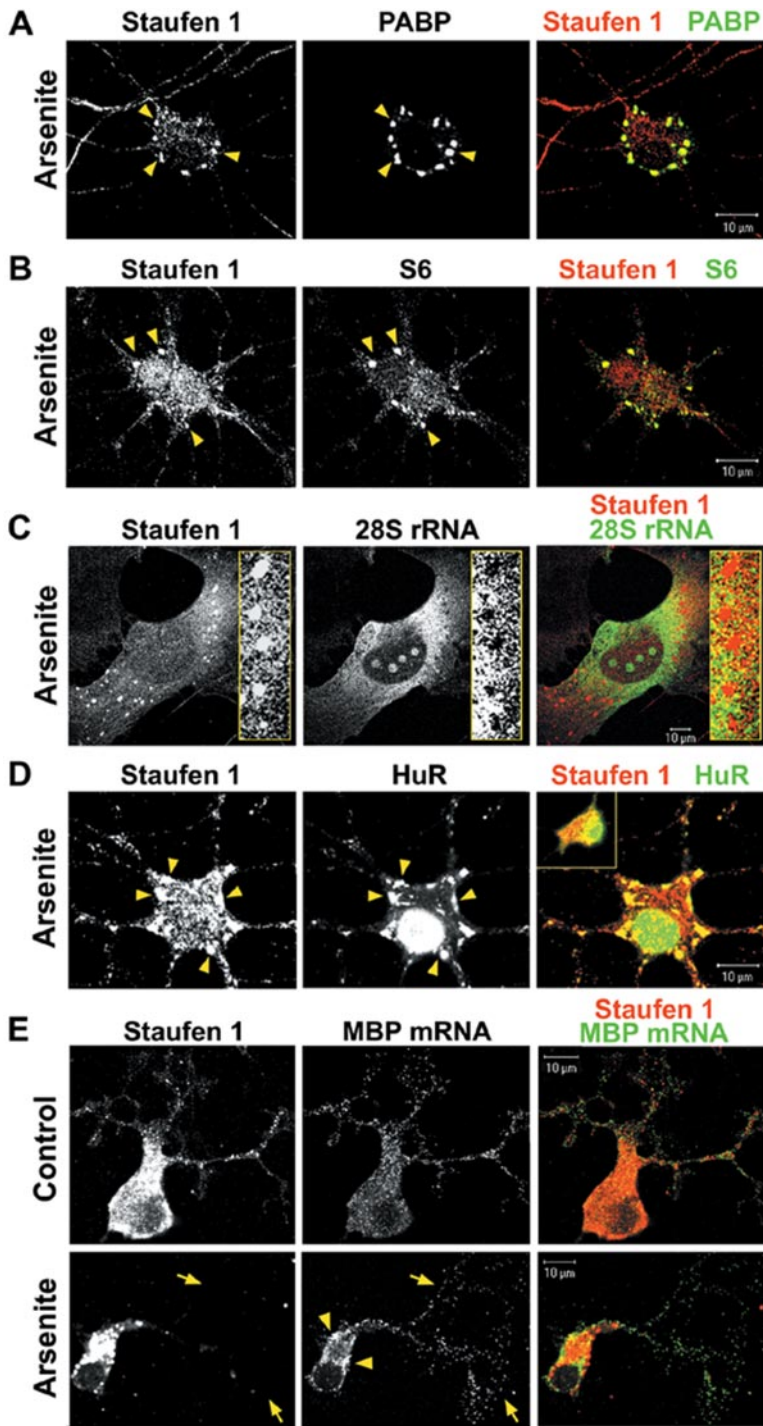 A
Staufen 1
PABP
Staufen 1 PABP
Arsenite
10 µm
B
Staufen 1
S6
Staufen 1 S6
Arsenite
10 µm
C
Staufen 1
28S rRNA
Staufen 1
28S rRNA
Arsenite
10 µm
D
Staufen 1
HuR
Staufen 1 HuR
Arsenite
10 µm
E
Staufen 1
MBP mRNA
Staufen 1
MBP mRNA
Control
10 µm
Arsenite
10 µm